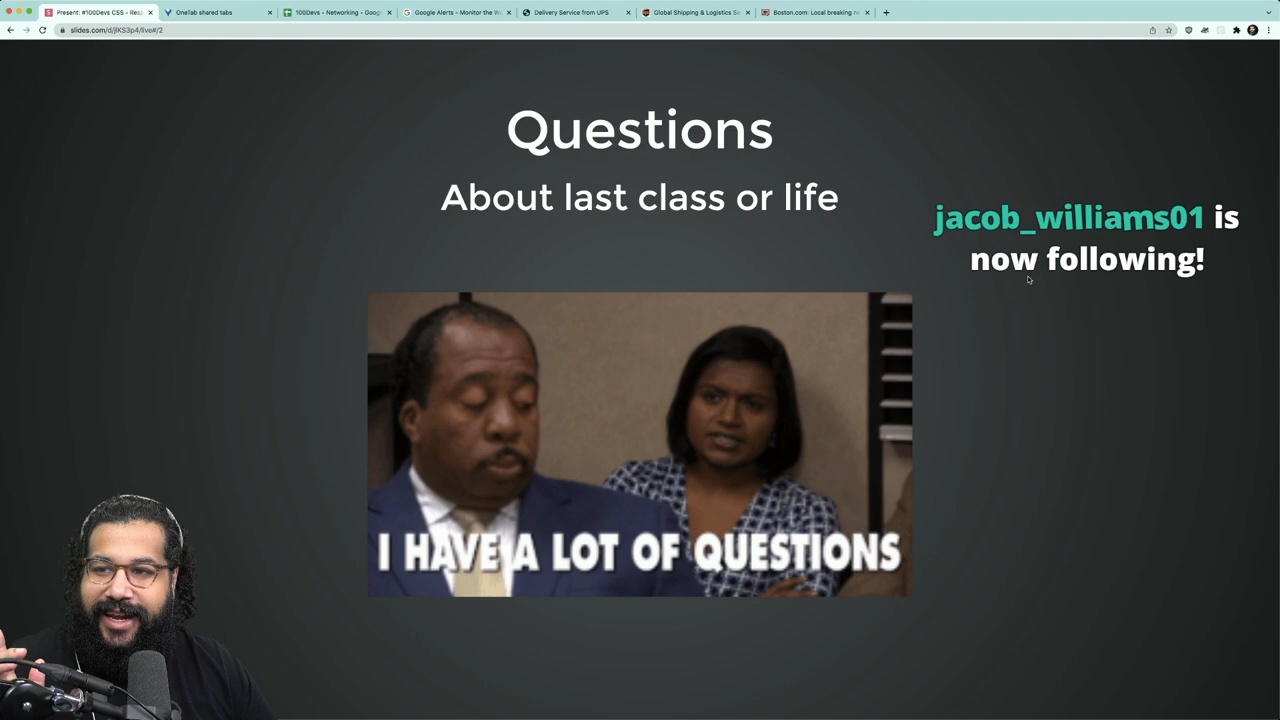 Present: #100Devs CSS - Resp
OneTab shared tabs
100Devs - Networking - Goog
Google Alerts - Monitor the W
Delivery Service from UPS
Global Shipping & Logistics Se
Boston.com: Local breaking n
slides.com/d/jlKS3p4/live#/2
Questions
About last class or life
jacob_williams01 is
now following!
I HAVE A LOT OF QUESTIONS